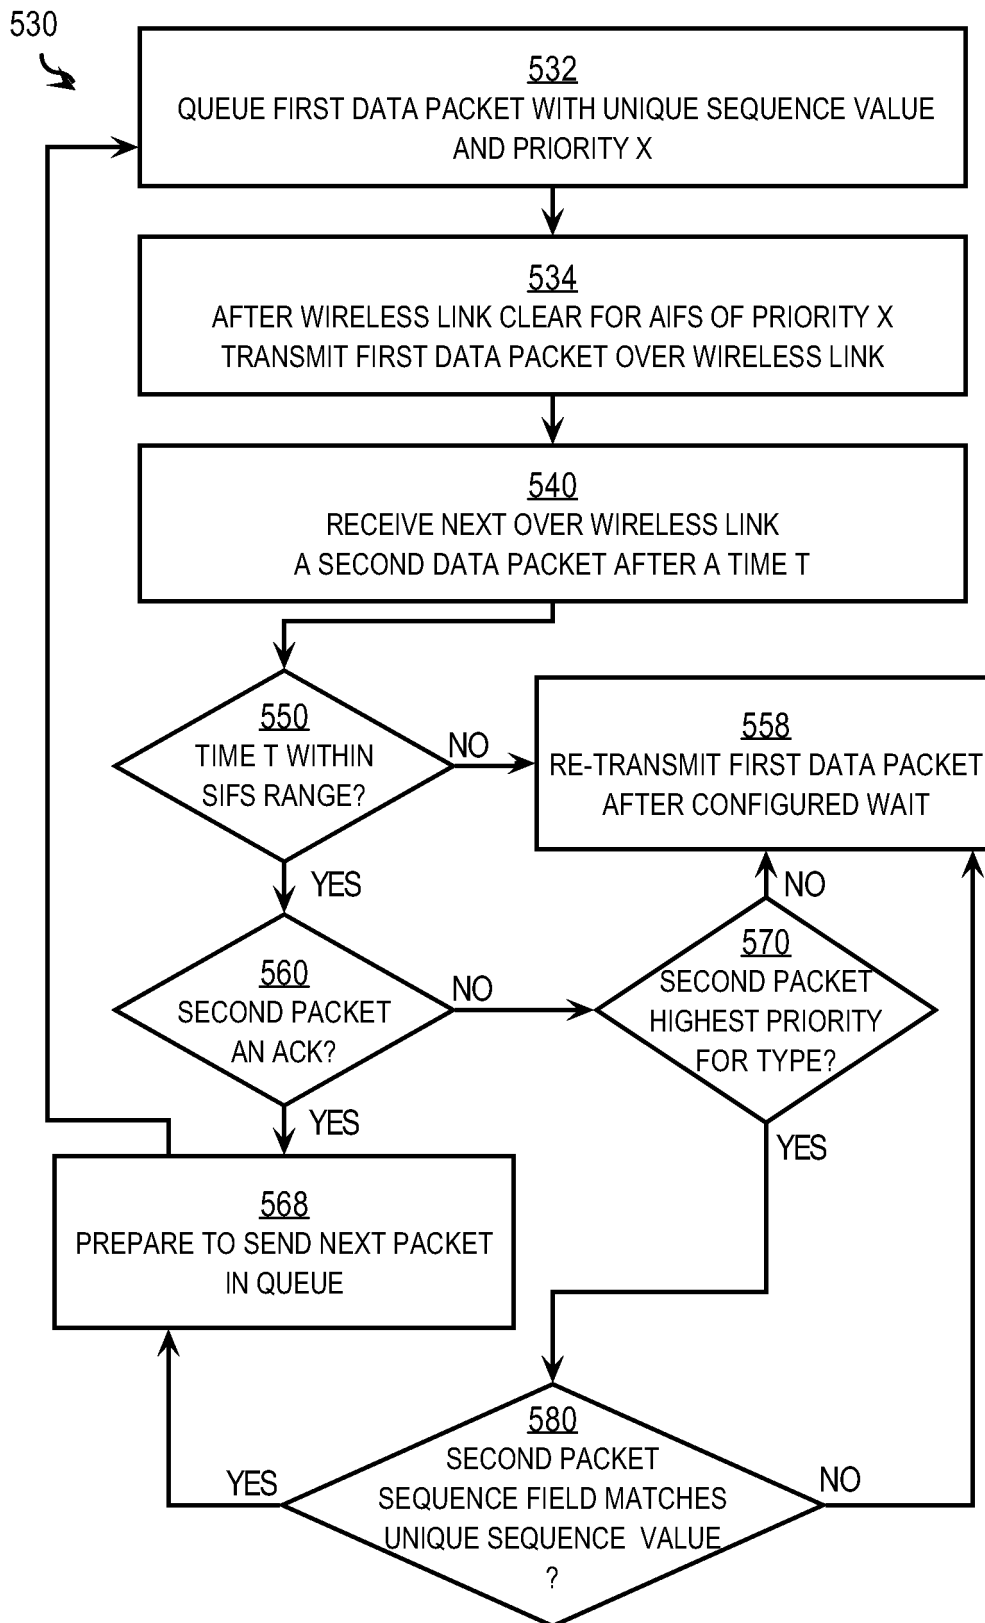 530
532
QUEUE FIRST DATA PACKET WITH UNIQUE SEQUENCE VALUE
AND PRIORITY X
534
AFTER WIRELESS LINK CLEAR FOR AIFS OF PRIORITY X
TRANSMIT FIRST DATA PACKET OVER WIRELESS LINK
540
RECEIVE NEXT OVER WIRELESS LINK
A SECOND DATA PACKET AFTER A TIME T
550
TIME T WITHIN
SIFS RANGE?
NO
558
RE-TRANSMIT FIRST DATA PACKET
AFTER CONFIGURED WAIT
YES
NO
560
SECOND PACKET
AN ACK?
NO
570
SECOND PACKET
HIGHEST PRIORITY
FOR TYPE?
YES
YES
568
PREPARE TO SEND NEXT PACKET
IN QUEUE
580
SECOND PACKET
SEQUENCE FIELD MATCHES
UNIQUE SEQUENCE VALUE
?
YES
NO